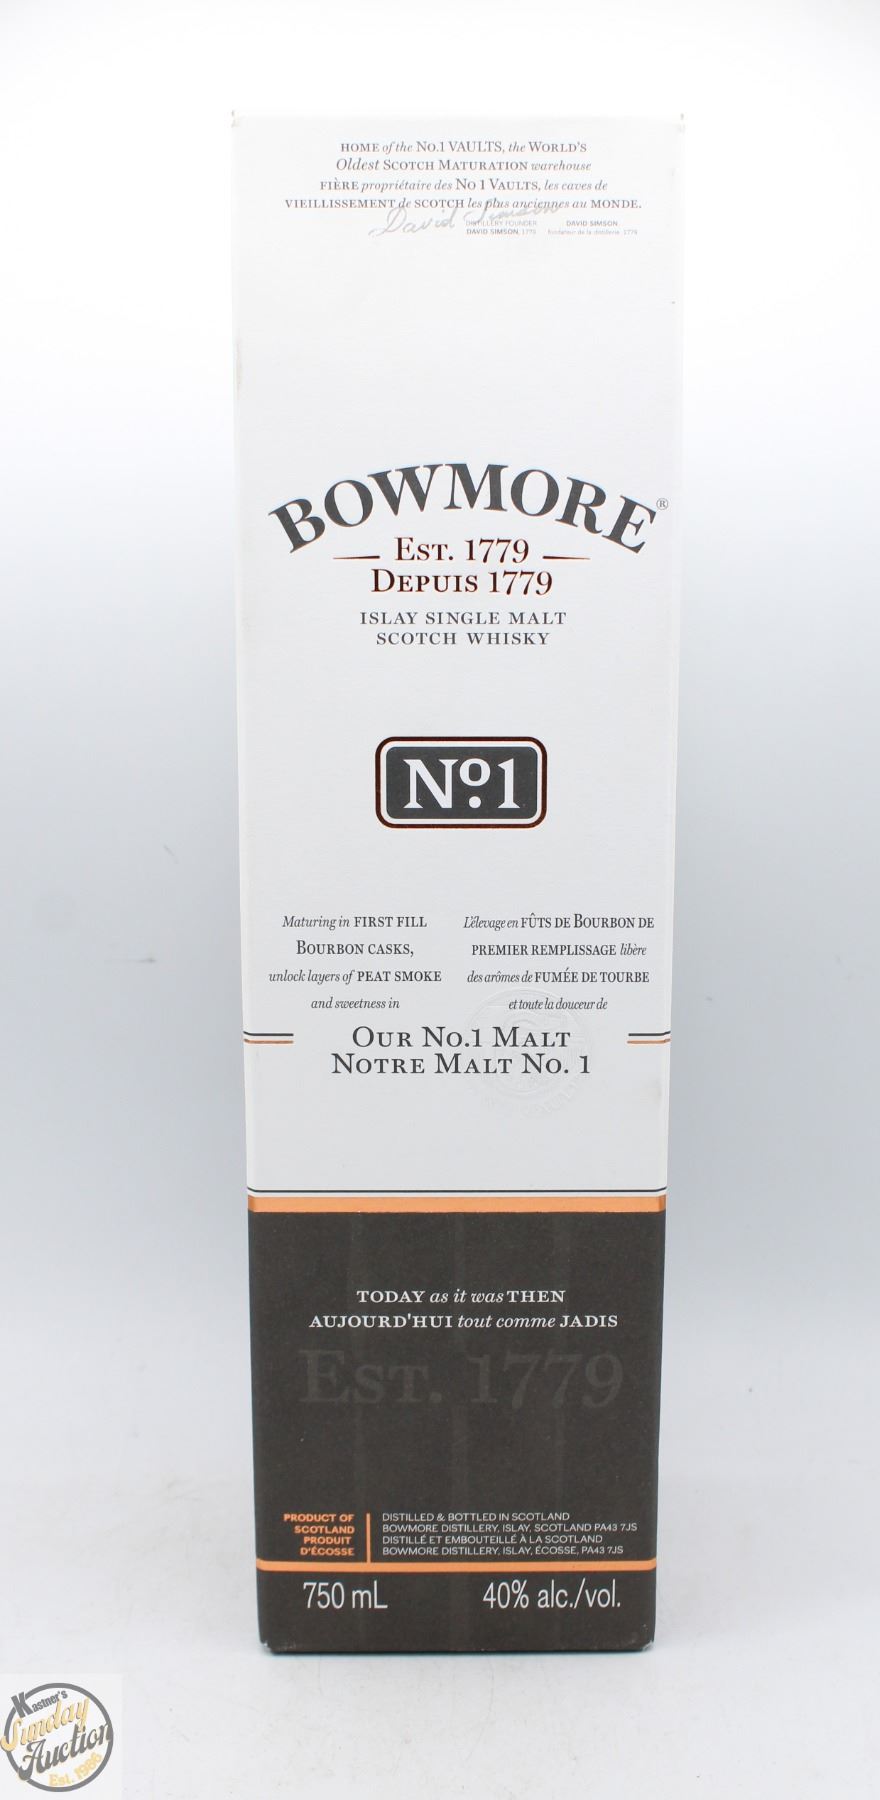 HOME of the No.1 VAULTS, the WORLD'S
Oldest SCOTCH MATURATION warehouse
FIÈRE propriétaire des No 1 VAULTS, les caves de
VIEILLISSEMENT de SCOTCH les plus anciennes au MONDE.
David Simson
DISTILLERY FOUNDER
DAVID SIMSON, 1779
DAVID SIMSON,
fondateur de la distillerie, 1779
BOWMORE®
EST. 1779
DEPUIS 1779
ISLAY SINGLE MALT
SCOTCH WHISKY
No.1
Maturing in FIRST FILL
BOURBON CASKS,
unlock layers of PEAT SMOKE
and sweetness in
L'élevage en FÛTS DE BOURBON DE
PREMIER REMPLISSAGE libère
des arômes de FUMÉE DE TOURBE
et toute la douceur de
OUR NO.1 MALT
NOTRE MALT NO. 1
TODAY as it was THEN
AUJOURD'HUI tout comme JADIS
EST. 1779
PRODUCT OF
SCOTLAND
PRODUIT
D'ÉCOSSE
DISTILLED & BOTTLED IN SCOTLAND
BOWMORE DISTILLERY, ISLAY, SCOTLAND PA43 7JS
DISTILLÉ ET EMBOUTEILLÉ À LA SCOTLAND
BOWMORE DISTILLERY, ISLAY, ÉCOSSE, PA43 7JS
750 mL 40% alc./vol.
Kastner's
Sunday
Auction
Est. 1986